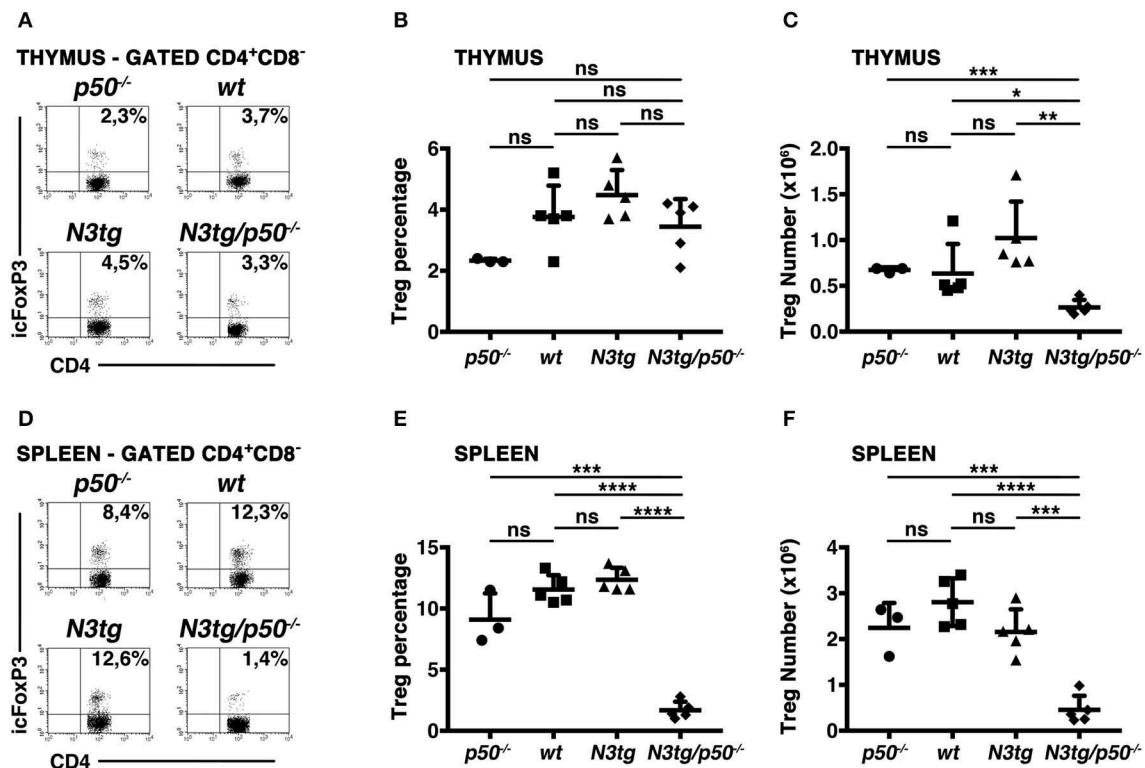 A
THYMUS - GATED CD4+CD8-
p50-/- wt
2,3% 3,7%
N3tg N3tg/p50-/-
4,5% 3,3%
icFoxP3
CD4
B
THYMUS
ns
ns
ns ns ns
Treg percentage
6
4
2
0
p50-/- wt N3tg N3tg/p50-/-
C
THYMUS
***
*
ns ns **
Treg Number (x10⁶)
2.0
1.5
1.0
0.5
0.0
p50-/- wt N3tg N3tg/p50-/-
D
SPLEEN - GATED CD4+CD8-
p50-/- wt
8,4% 12,3%
N3tg N3tg/p50-/-
12,6% 1,4%
icFoxP3
CD4
E
SPLEEN
***
****
ns ns ****
Treg percentage
15
10
5
0
p50-/- wt N3tg N3tg/p50-/-
F
SPLEEN
***
****
ns ns ***
Treg Number (x10⁶)
4
3
2
1
0
p50-/- wt N3tg N3tg/p50-/-